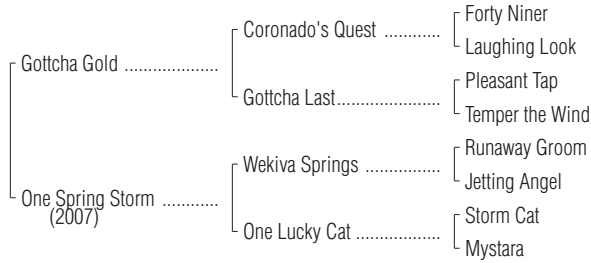 Forty Niner
Coronado's Quest ............
Laughing Look
Gottcha Gold ....................
Pleasant Tap
Gottcha Last......................
Temper the Wind
Runaway Groom
Wekiva Springs ................
Jetting Angel
One Spring Storm ............
(2007)
Storm Cat
One Lucky Cat ..................
Mystara